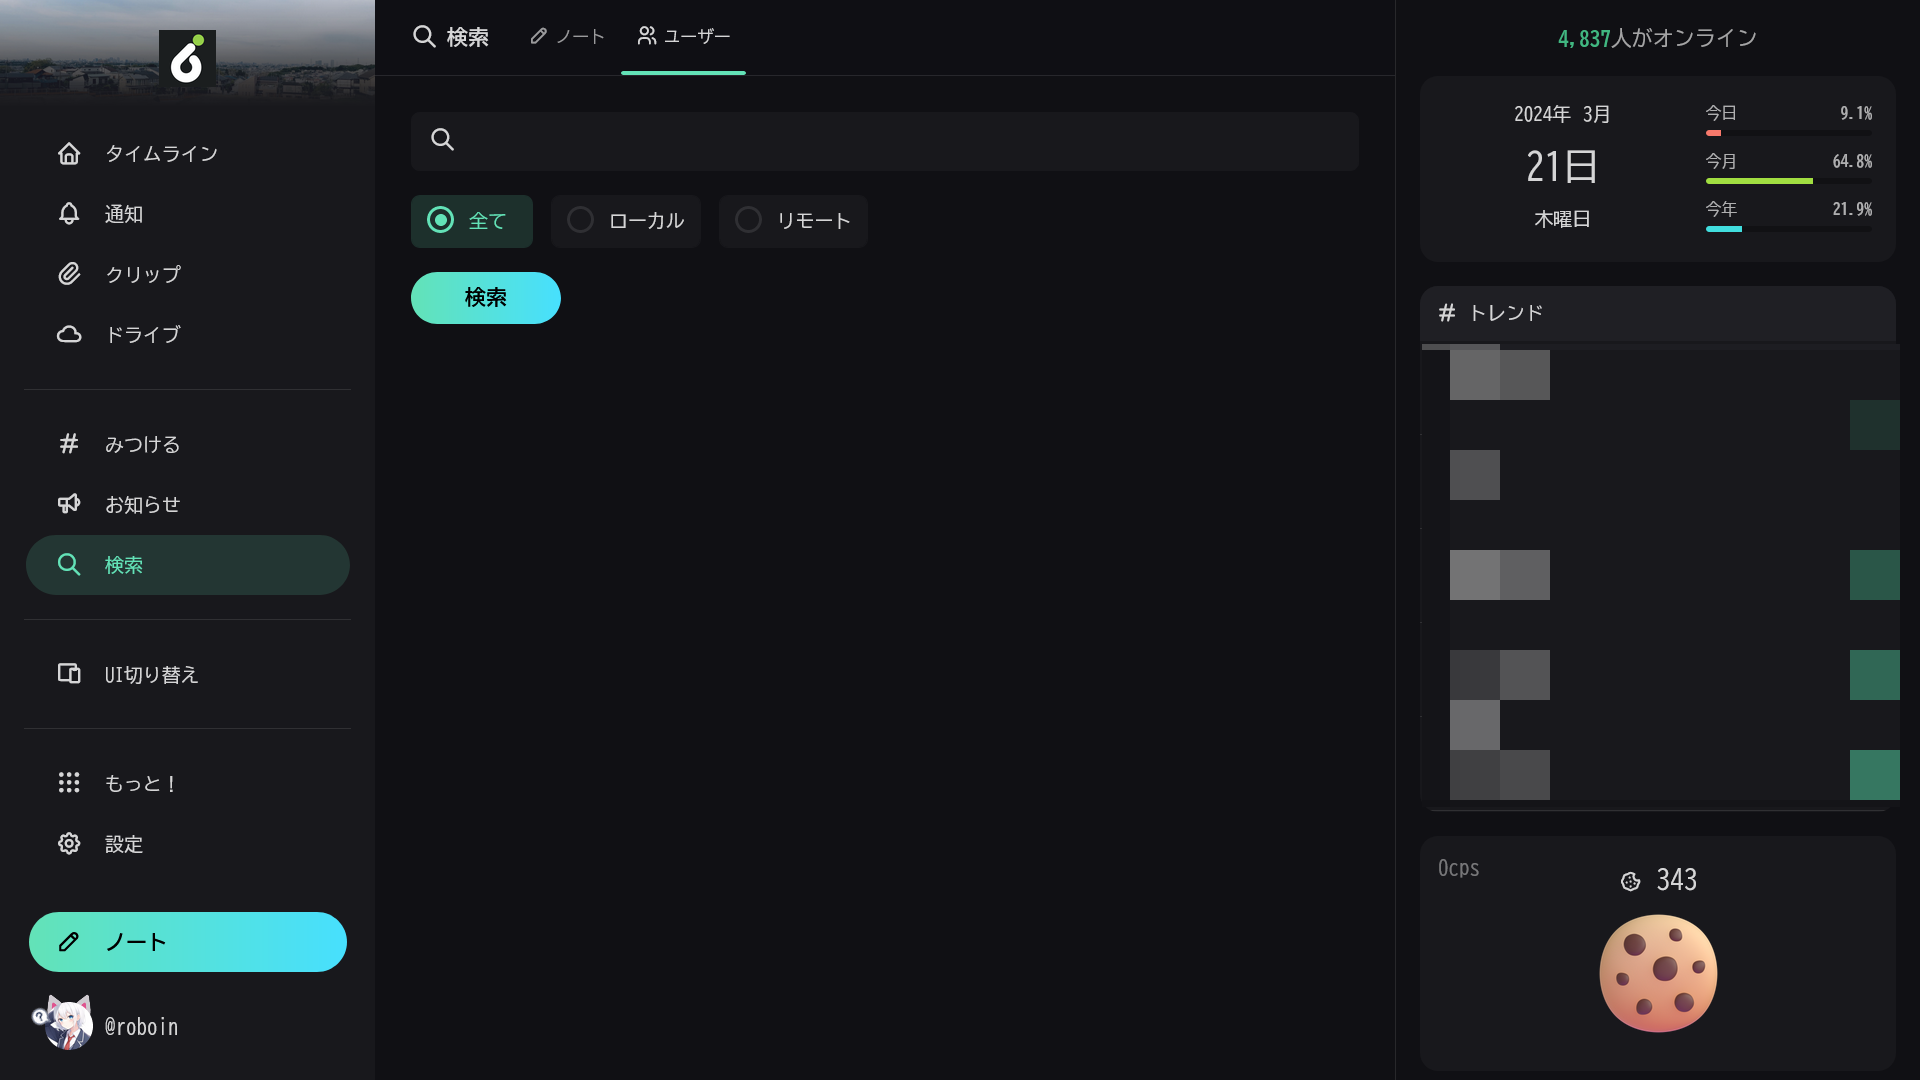 タイムライン
通知
クリップ
ドライブ
みつける
お知らせ
検索
UI切り替え
もっと！
設定
ノート
@roboin
検索
ノート
ユーザー
全て
ローカル
リモート
検索
4,837人がオンライン
2024年 3月
21日
木曜日
今日 9.1%
今月 64.8%
今年 21.9%
トレンド
0cps
343